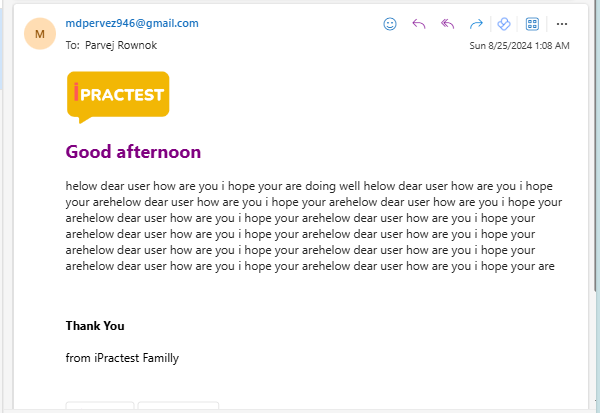 M
mdpervez946@gmail.com
To: Parvej Rownok
Sun 8/25/2024 1:08 AM
iPRACTEST
Good afternoon
helow dear user how are you i hope your are doing well helow dear user how are you i hope
your arehelow dear user how are you i hope your arehelow dear user how are you i hope your
arehelow dear user how are you i hope your arehelow dear user how are you i hope your
arehelow dear user how are you i hope your arehelow dear user how are you i hope your
arehelow dear user how are you i hope your arehelow dear user how are you i hope your
arehelow dear user how are you i hope your arehelow dear user how are you i hope your are
Thank You
from iPractest Familly